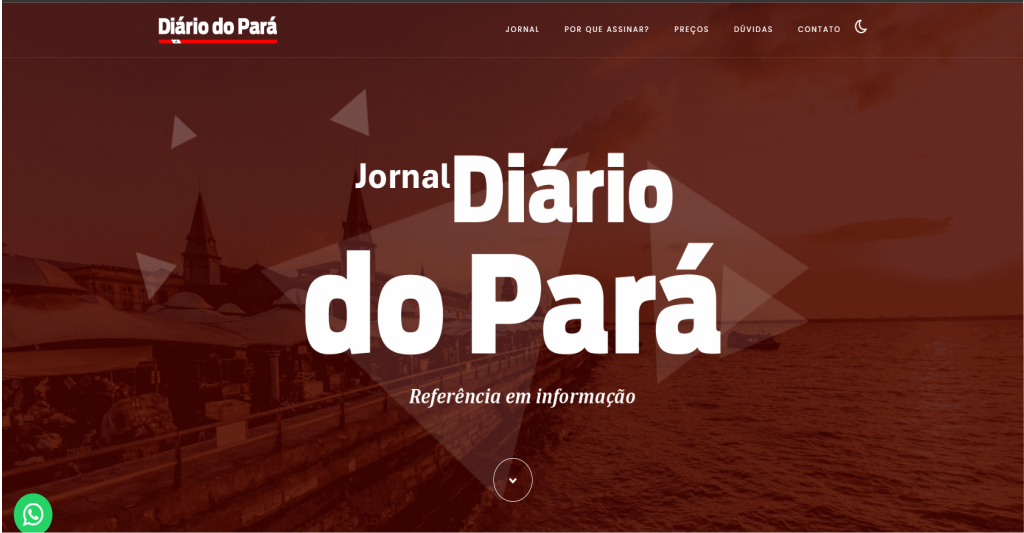 Diário do Pará
JORNAL
POR QUE ASSINAR?
PREÇOS
DÚVIDAS
CONTATO
Jornal Diário
do Pará
Referência em informação